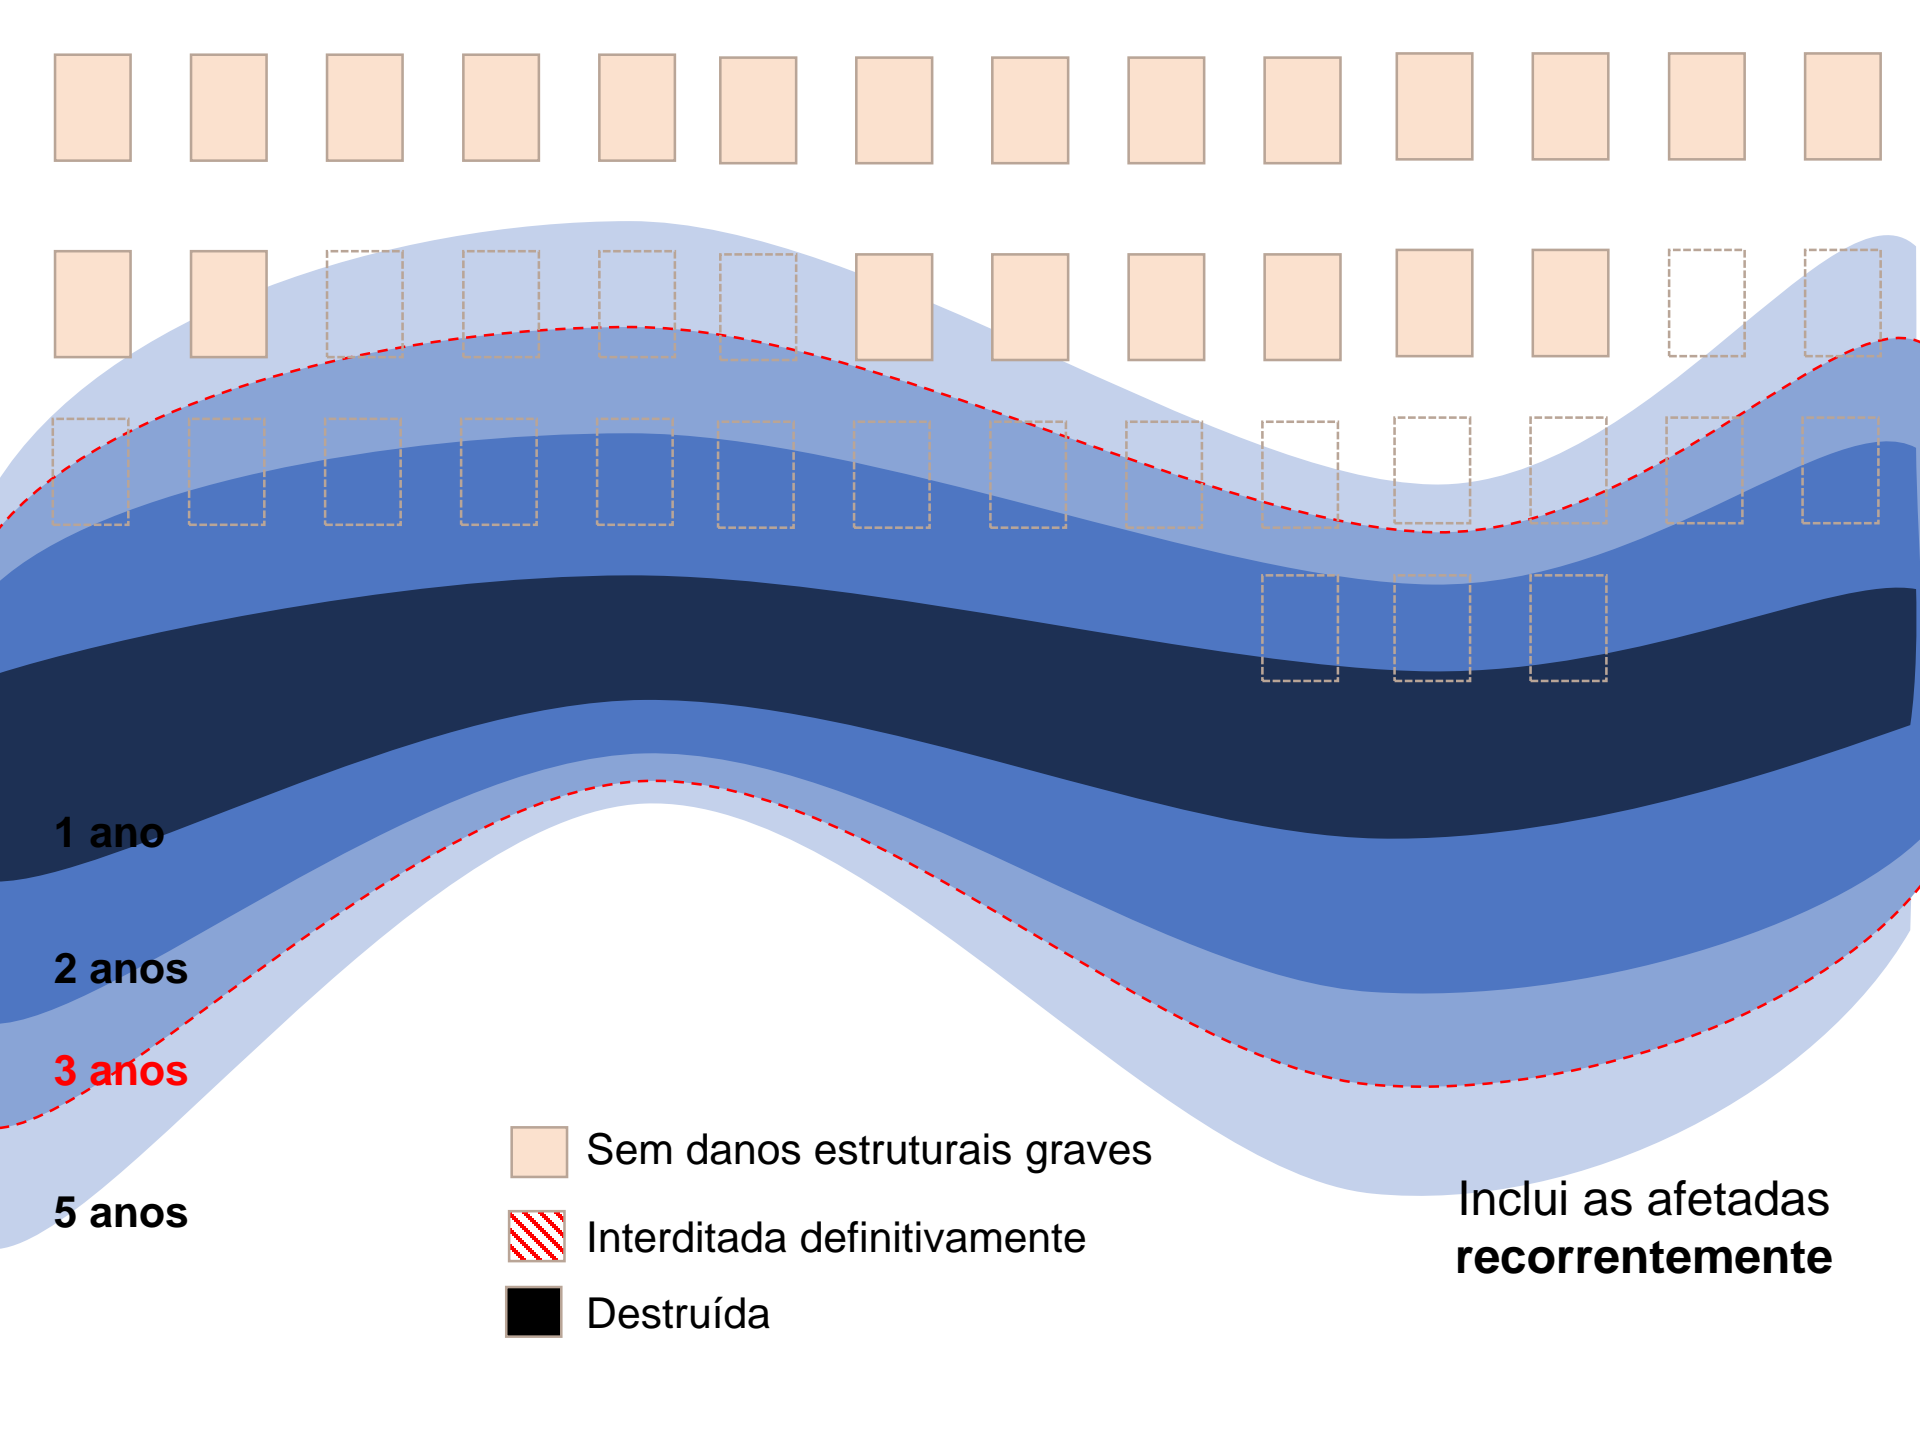 1 ano
2 anos
3 anos
5 anos
Sem danos estruturais graves
Interditada definitivamente
Destruída
Inclui as afetadas
recorrentemente